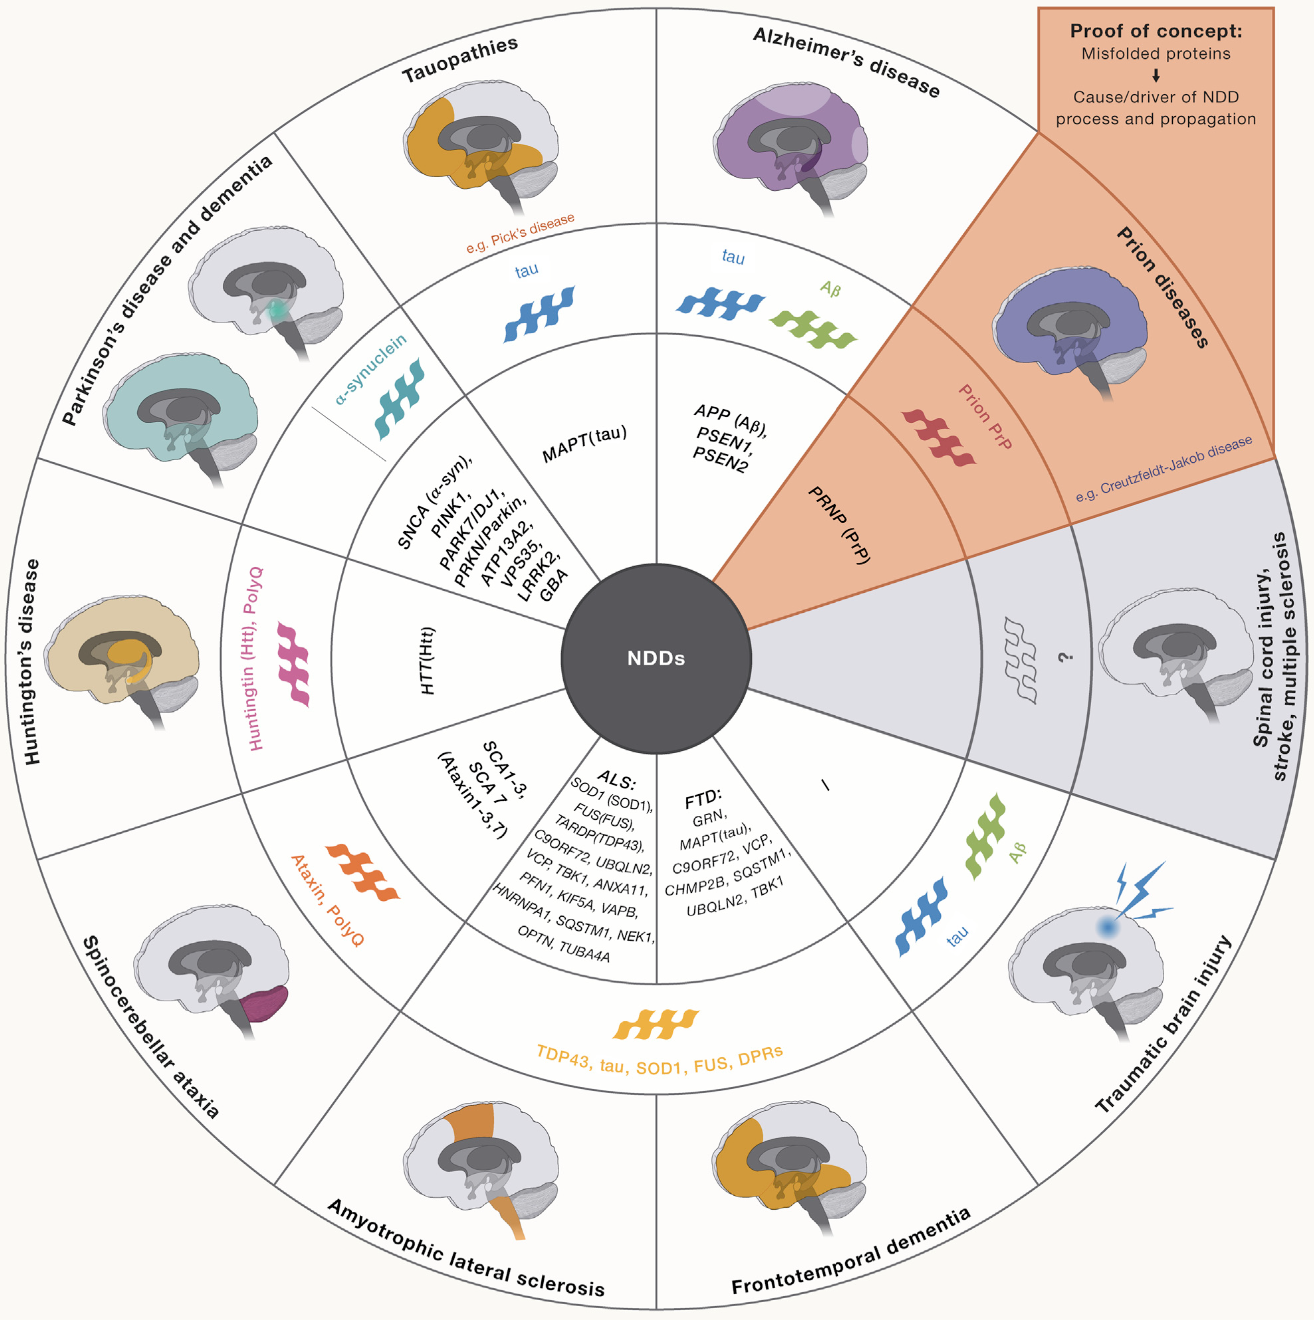 Proof of concept:
Misfolded proteins
Cause/driver of NDD
process and propagation
Tauopathies
e.g. Pick's disease
tau
MAPT(tau)
Alzheimer's disease
tau
Aβ
APP (Aβ),
PSEN1,
PSEN2
Prion diseases
e.g. Creutzfeldt-Jakob disease
Prion PrP
PRNP (PrP)
Spinal cord injury,
stroke, multiple sclerosis
?
Traumatic brain injury
Aβ
tau
/
Frontotemporal dementia
FTD:
GRN,
MAPT(tau),
C9ORF72, VCP,
CHMP2B, SQSTM1,
UBQLN2, TBK1
TDP43, tau, SOD1, FUS, DPRs
Amyotrophic lateral sclerosis
ALS:
SOD1 (SOD1),
FUS(FUS),
TARDP(TDP43),
C9ORF72, UBQLN2,
VCP, TBK1, ANXA11,
PFN1, KIF5A, VAPB,
HNRNPA1, SQSTM1, NEK1,
OPTN, TUBA4A
Spinocerebellar ataxia
Ataxin, PolyQ
SCA1-3,
SCA 7
(Ataxin1-3,7)
Huntington's disease
Huntingtin (Htt), PolyQ
HTT(Htt)
Parkinson's disease and dementia
α-synuclein
SNCA (α-syn),
PINK1,
PARK7/DJ1,
PRKN/Parkin,
ATP13A2,
VPS35,
LRRK2,
GBA
NDDs